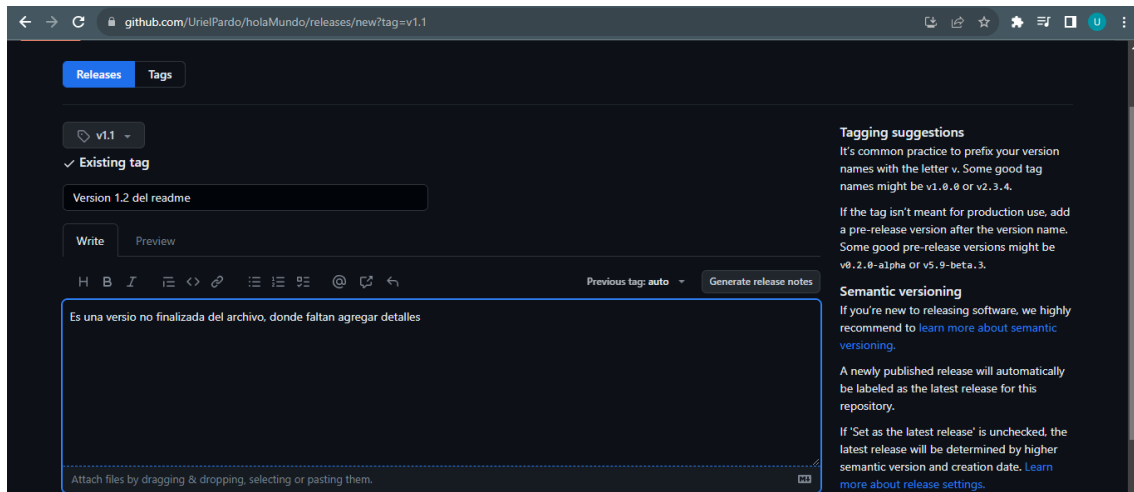 github.com/UrielPardo/holaMundo/releases/new?tag=v1.1
U
Releases
Tags
v1.1
Existing tag
Version 1.2 del readme
Write
Preview
H B I
Previous tag: auto
Generate release notes
Es una versio no finalizada del archivo, donde faltan agregar detalles
Attach files by dragging & dropping, selecting or pasting them.
Tagging suggestions
It's common practice to prefix your version
names with the letter v. Some good tag
names might be v1.0.0 or v2.3.4.
If the tag isn't meant for production use, add
a pre-release version after the version name.
Some good pre-release versions might be
v0.2.0-alpha or v5.9-beta.3.
Semantic versioning
If you're new to releasing software, we highly
recommend to learn more about semantic
versioning.
A newly published release will automatically
be labeled as the latest release for this
repository.
If 'Set as the latest release' is unchecked, the
latest release will be determined by higher
semantic version and creation date. Learn
more about release settings.